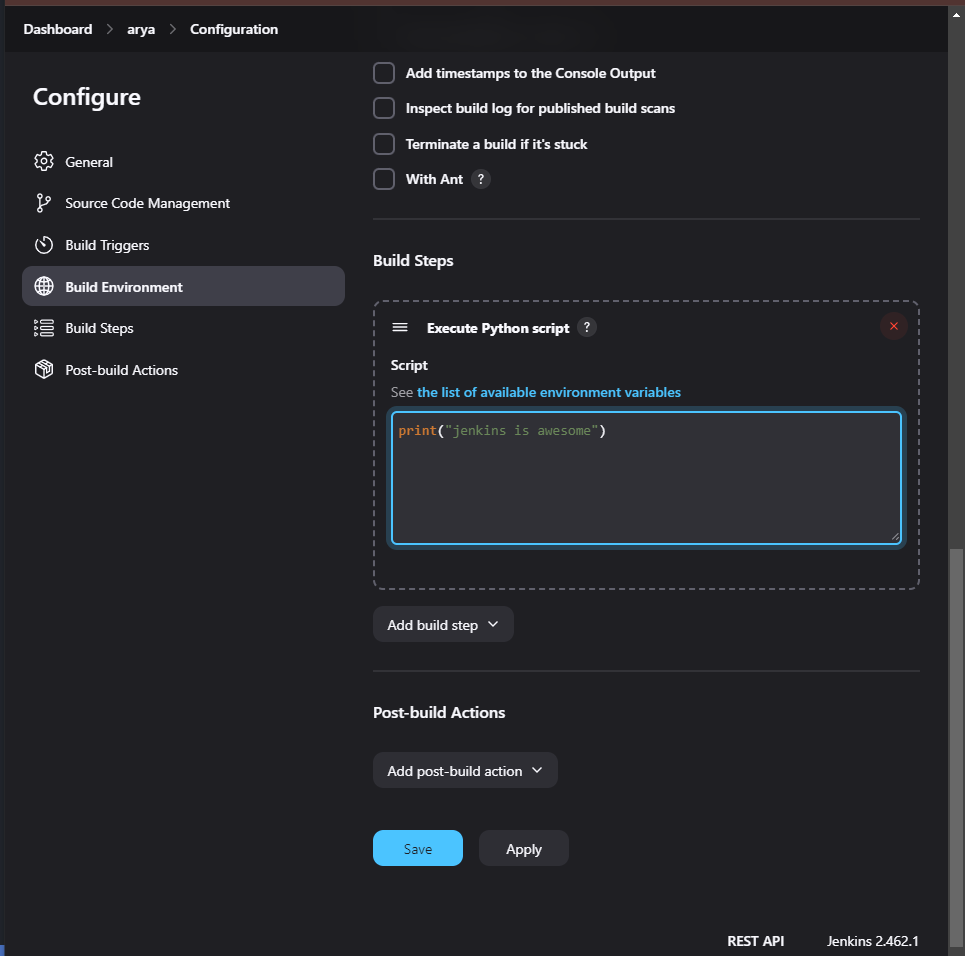 Dashboard > arya > Configuration
Configure
General
Source Code Management
Build Triggers
Build Environment
Build Steps
Post-build Actions
Add timestamps to the Console Output
Inspect build log for published build scans
Terminate a build if it's stuck
With Ant ?
Build Steps
Execute Python script ?
Script
See the list of available environment variables
print("jenkins is awesome")
Add build step
Post-build Actions
Add post-build action
Save Apply
REST API Jenkins 2.462.1